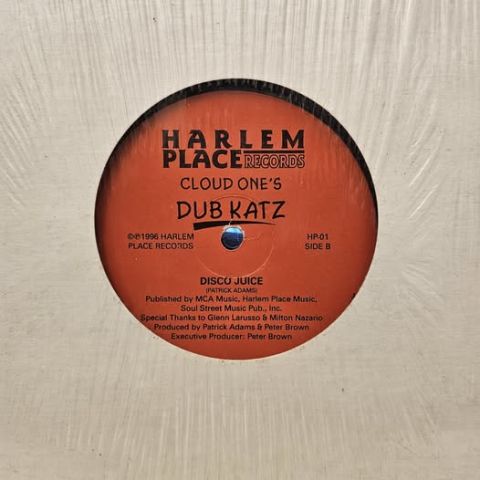 HARLEM
PLACE RECORDS
CLOUD ONE'S
DUB KATZ
©℗1996 HARLEM
PLACE RECORDS
HP-01
SIDE B
DISCO JUICE
(PATRICK ADAMS)
Published by MCA Music, Harlem Place Music,
Soul Street Music Pub., Inc.
Special Thanks to Glenn Larusso & Milton Nazario
Produced by Patrick Adams & Peter Brown
Executive Producer: Peter Brown